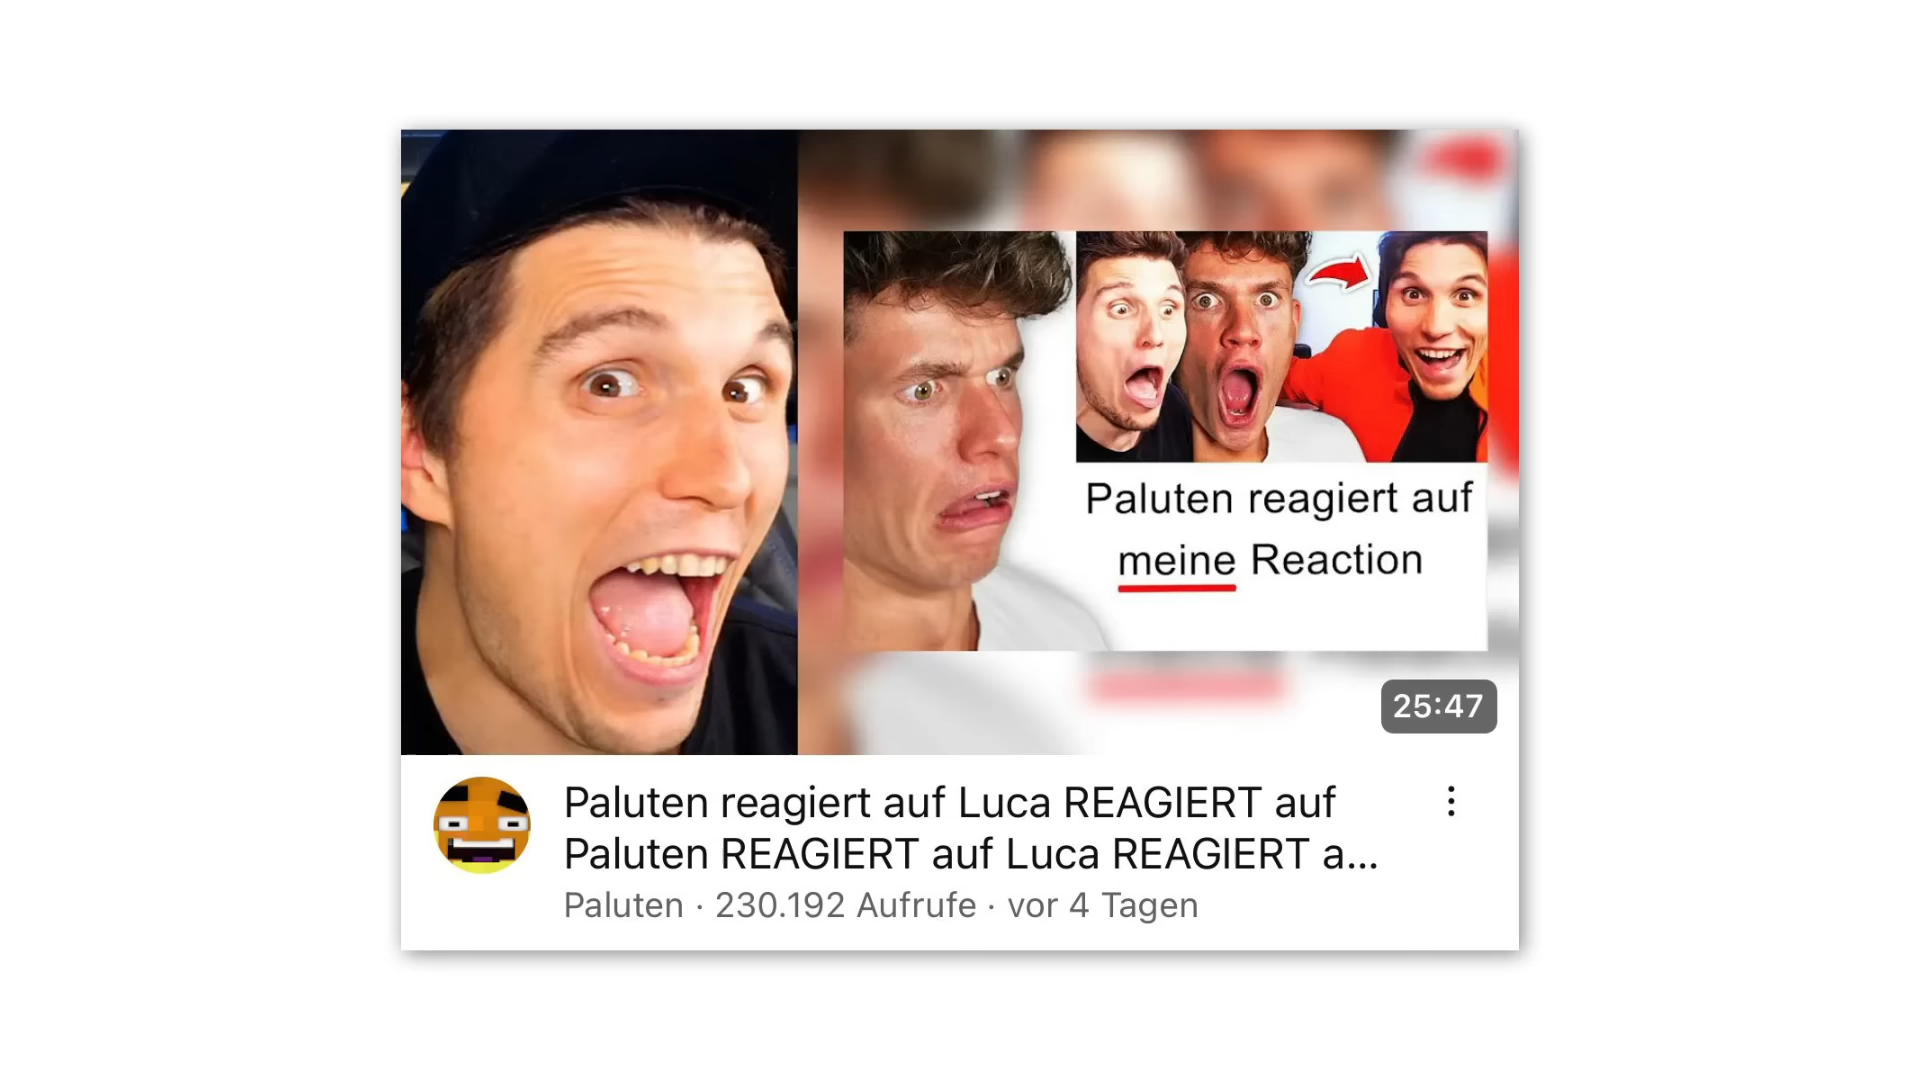 Paluten reagiert auf
meine Reaction
25:47
Paluten reagiert auf Luca REAGIERT auf
Paluten REAGIERT auf Luca REAGIERT a...
Paluten · 230.192 Aufrufe · vor 4 Tagen